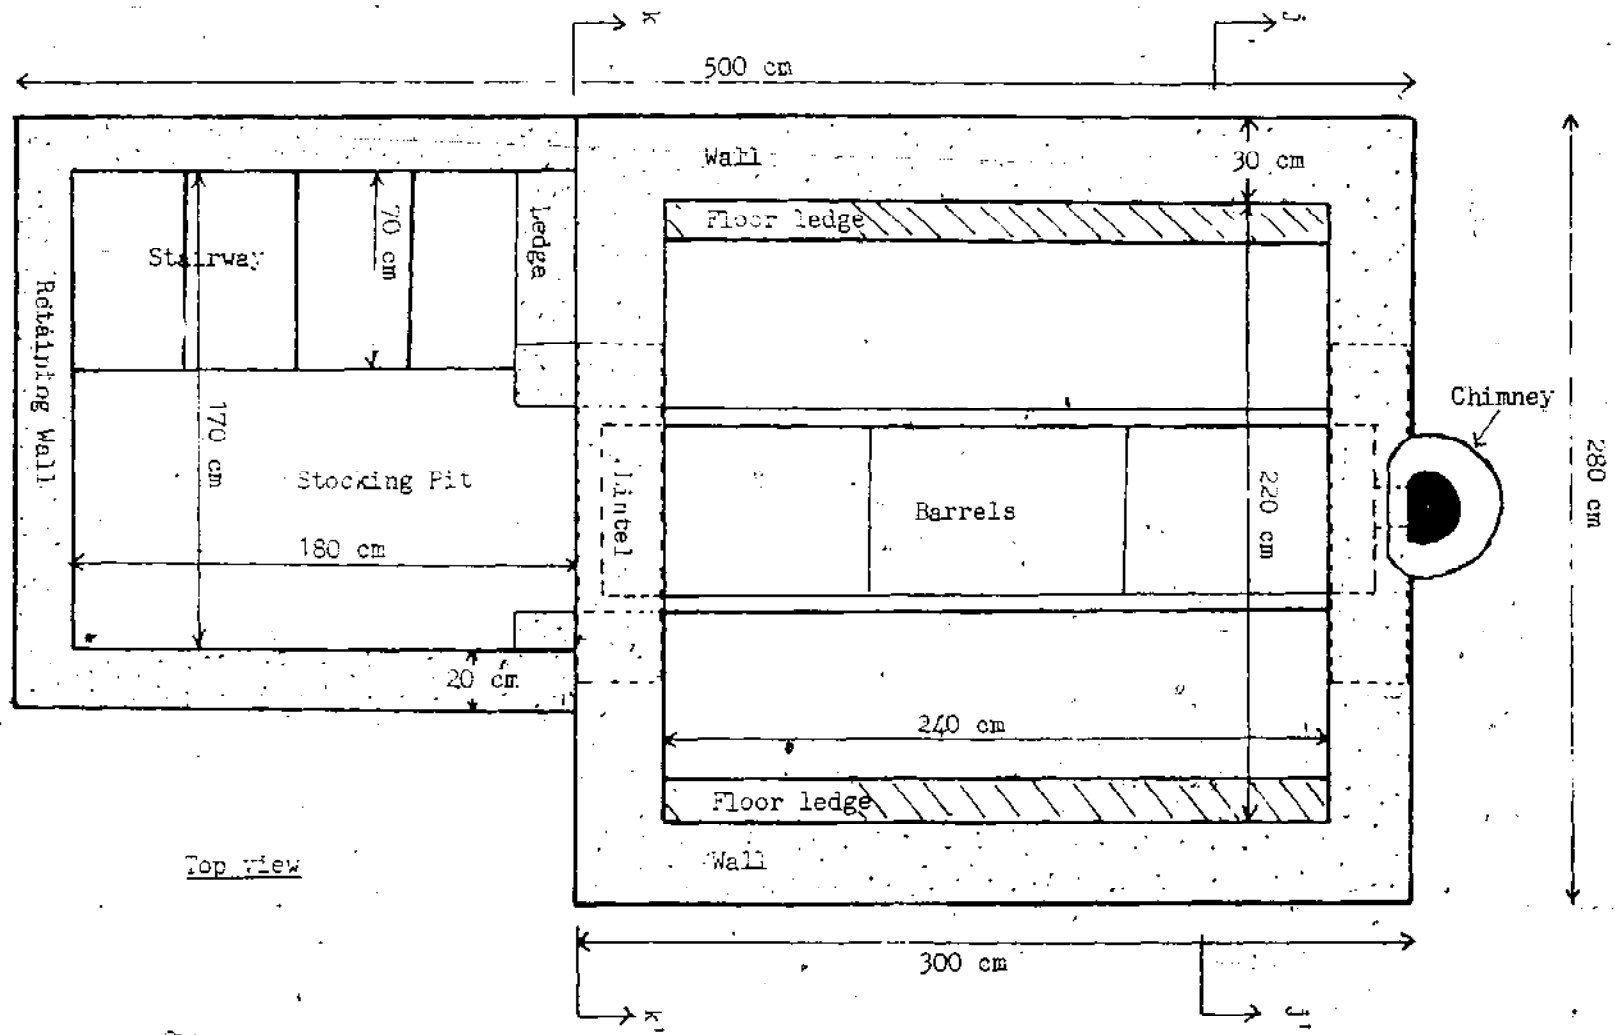 k
j
500 cm
Wall
30 cm
Floor ledge
70 cm
Ledge
Stairway
Retaining Wall
Chimney
170 cm
280 cm
Stocking Pit
Lintel
Barrels
220 cm
180 cm
20 cm
240 cm
Floor ledge
Wall
Top view
300 cm
k'
j'